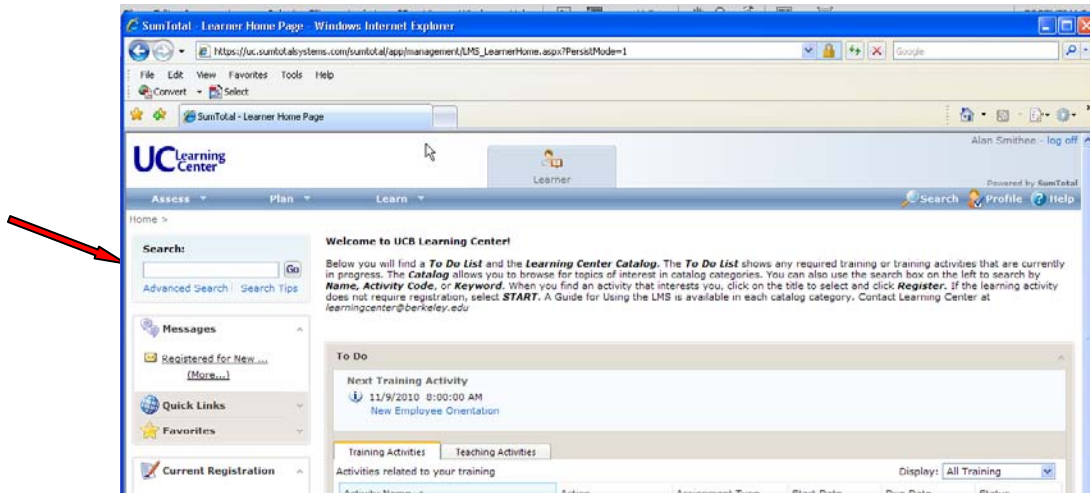 SumTotal - Learner Home Page - Windows Internet Explorer
https://uc.sumtotalsystems.com/sumtotal/app/management/LMS_LearnerHome.aspx?PersistMode=1
Google
File Edit View Favorites Tools Help
Convert Select
SumTotal - Learner Home Page
Alan Smithee - log off
UC Learning Center
Learner
Powered by SumTotal
Assess Plan Learn Search Profile Help
Home >
Search:
Go
Advanced Search Search Tips
Welcome to UCB Learning Center!
Below you will find a To Do List and the Learning Center Catalog. The To Do List shows any required training or training activities that are currently
in progress. The Catalog allows you to browse for topics of interest in catalog categories. You can also use the search box on the left to search by
Name, Activity Code, or Keyword. When you find an activity that interests you, click on the title to select and click Register. If the learning activity
does not require registration, select START. A Guide for Using the LMS is available in each catalog category. Contact Learning Center at
learningcenter@berkeley.edu
Messages
Registered for New ...
(More...)
Quick Links
Favorites
Current Registration
To Do
Next Training Activity
11/9/2010 8:00:00 AM
New Employee Orientation
Training Activities Teaching Activities
Activities related to your training Display: All Training
Activity Name Action Assignment Type Start Date Due Date Status